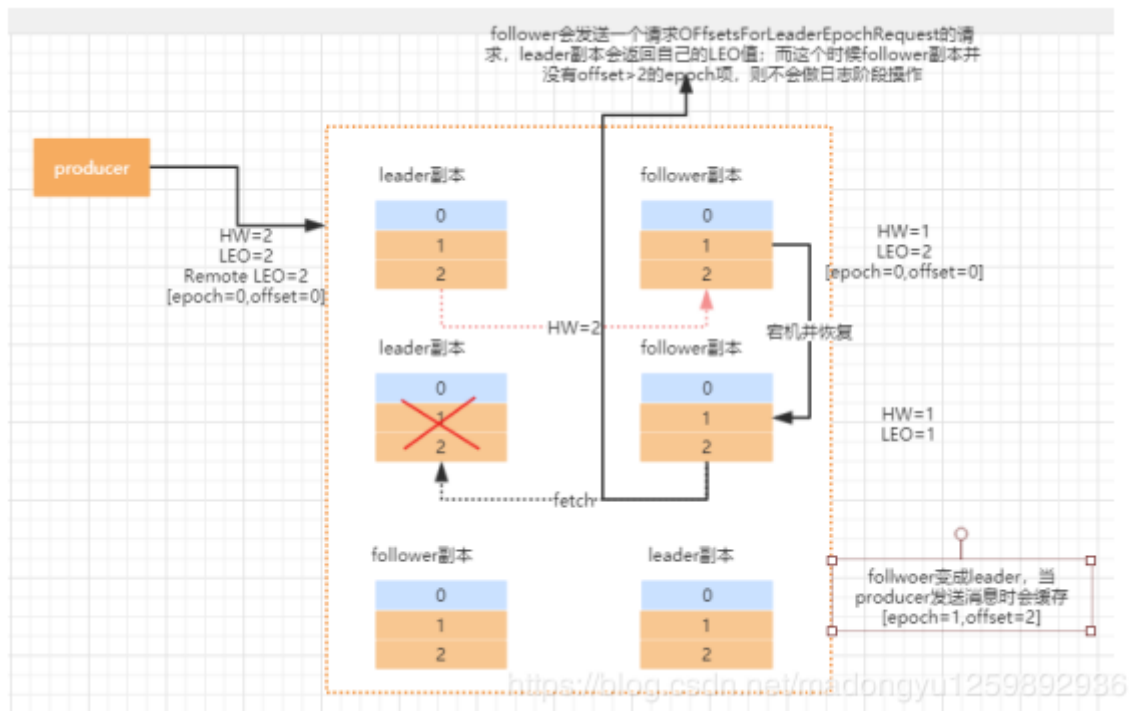 follower会发送一个请求OFfsetsForLeaderEpochRequest的请
求，leader副本会返回自己的LEO值；而这个时候follower副本并
没有offset>2的epoch项，则不会做日志阶段操作
producer
HW=2
LEO=2
Remote LEO=2
[epoch=0,offset=0]
leader副本
0
1
2
follower副本
0
1
2
HW=1
LEO=2
[epoch=0,offset=0]
HW=2
宕机并恢复
leader副本
0
1
2
follower副本
0
1
2
HW=1
LEO=1
fetch
follower副本
0
1
2
leader副本
0
1
2
follwoer变成leader，当
producer发送消息时会缓存
[epoch=1,offset=2]
https://blog.csdn.net/madongyu1259892936